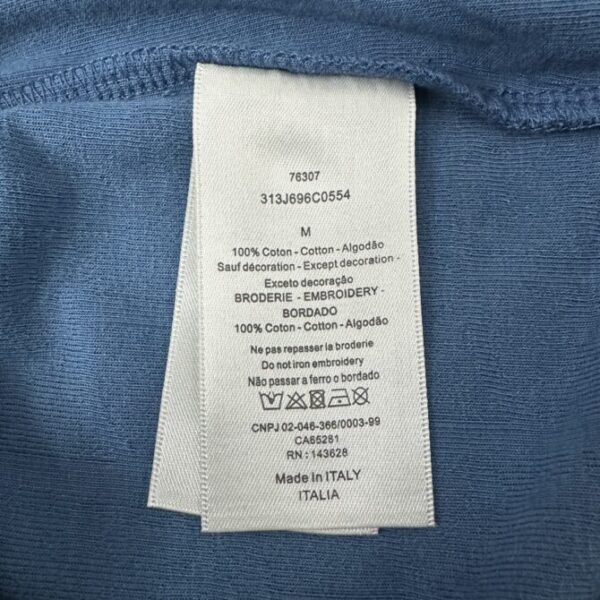 76307
313J696C0554
M
100% Coton - Cotton - Algodão
Sauf décoration - Except decoration -
Exceto decoração
BRODERIE - EMBROIDERY -
BORDADO
100% Coton - Cotton - Algodão
Ne pas repasser la broderie
Do not iron embroidery
Não passar a ferro o bordado
CNPJ 02-046-366/0003-99
CA65281
RN : 143628
Made in ITALY
ITALIA